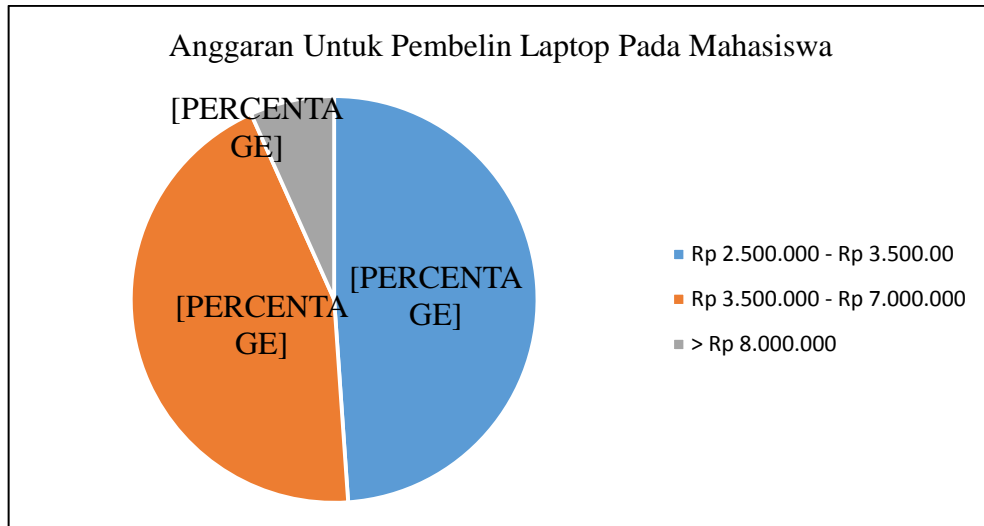 Anggaran Untuk Pembelin Laptop Pada Mahasiswa
[PERCENTA
GE]
[PERCENTA
GE]
[PERCENTA
GE]
Rp 2.500.000 - Rp 3.500.00
Rp 3.500.000 - Rp 7.000.000
> Rp 8.000.000